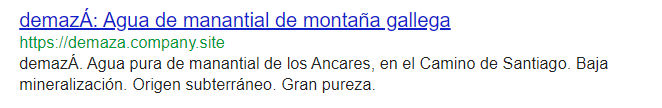 demazÁ: Agua de manantial de montaña gallega
https://demaza.company.site
demazÁ. Agua pura de manantial de los Ancares, en el Camino de Santiago. Baja
mineralización. Origen subterráneo. Gran pureza.